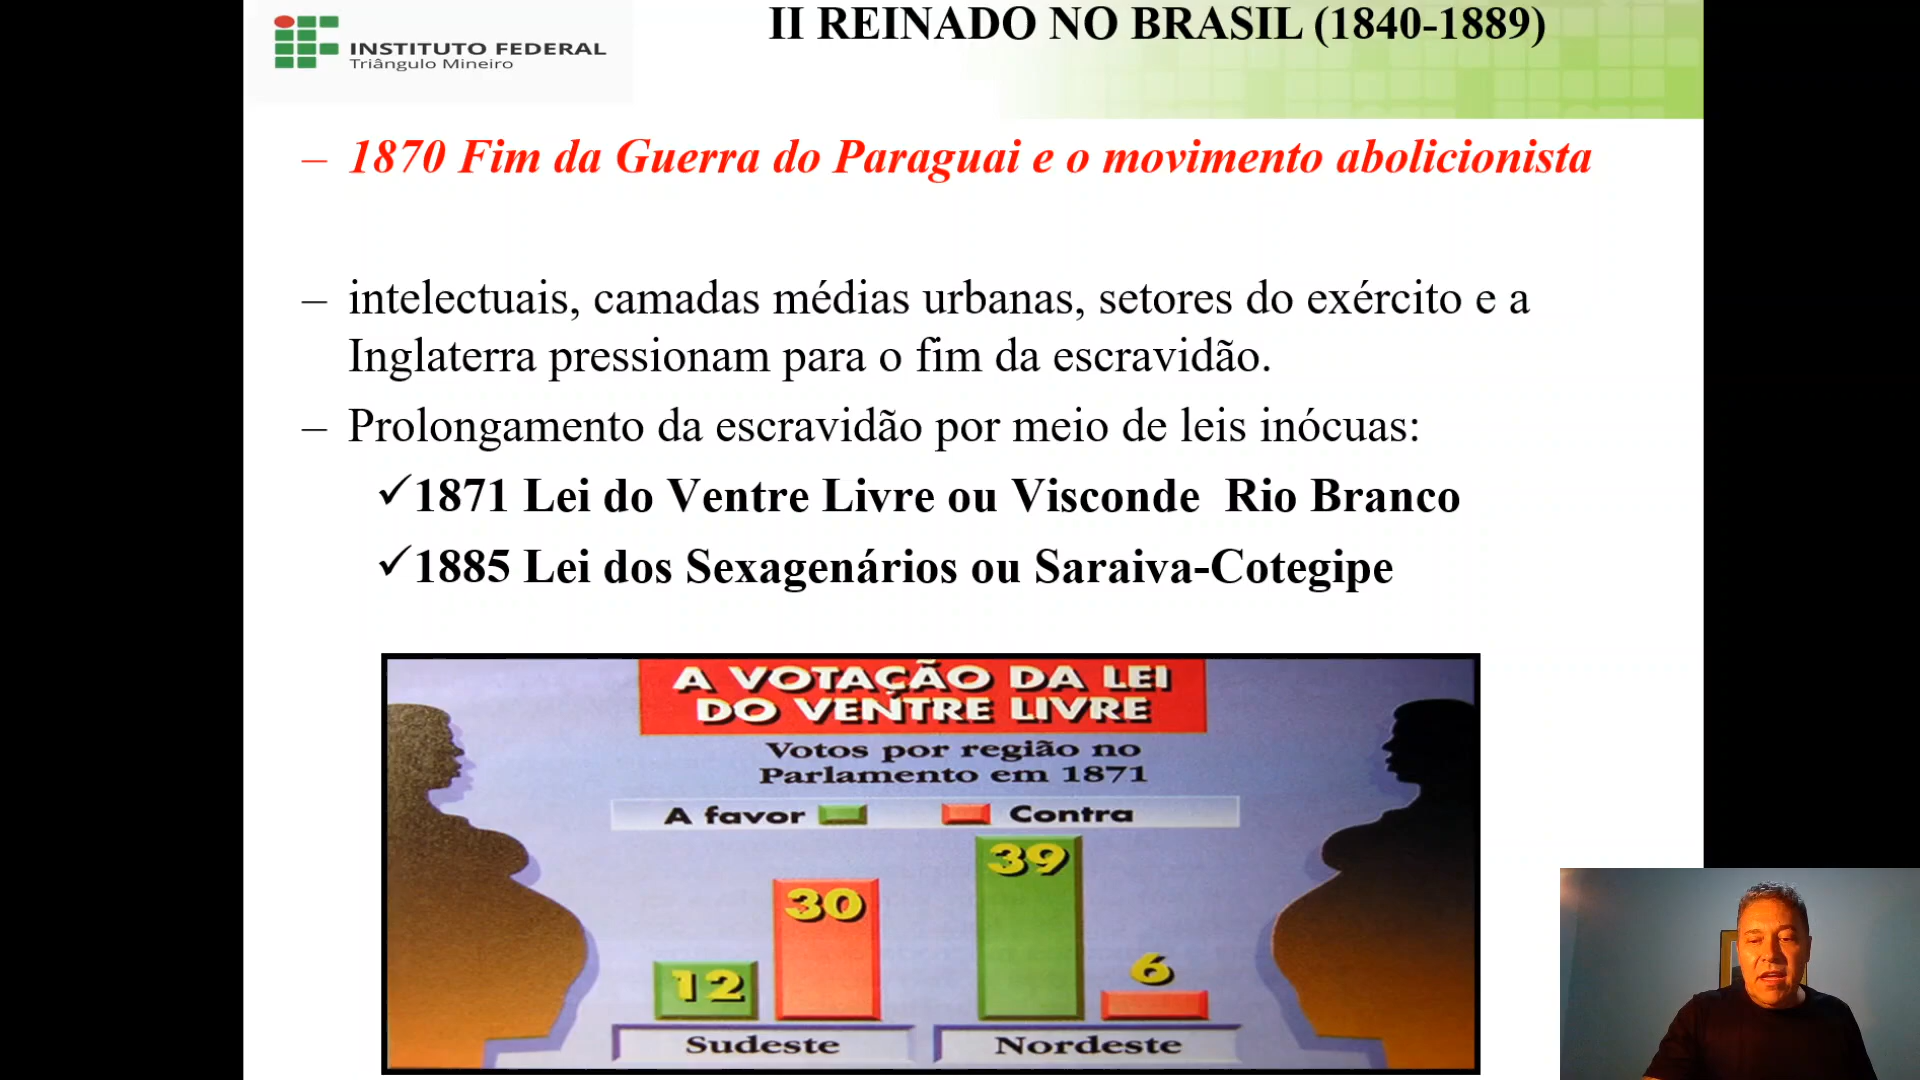 INSTITUTO FEDERAL
Triângulo Mineiro
II REINADO NO BRASIL (1840-1889)
– 1870 Fim da Guerra do Paraguai e o movimento abolicionista
– intelectuais, camadas médias urbanas, setores do exército e a
Inglaterra pressionam para o fim da escravidão.
– Prolongamento da escravidão por meio de leis inócuas:
✓1871 Lei do Ventre Livre ou Visconde Rio Branco
✓1885 Lei dos Sexagenários ou Saraiva-Cotegipe
A VOTAÇÃO DA LEI
DO VENTRE LIVRE
Votos por região no
Parlamento em 1871
A favor Contra
39
30
12
6
Sudeste Nordeste